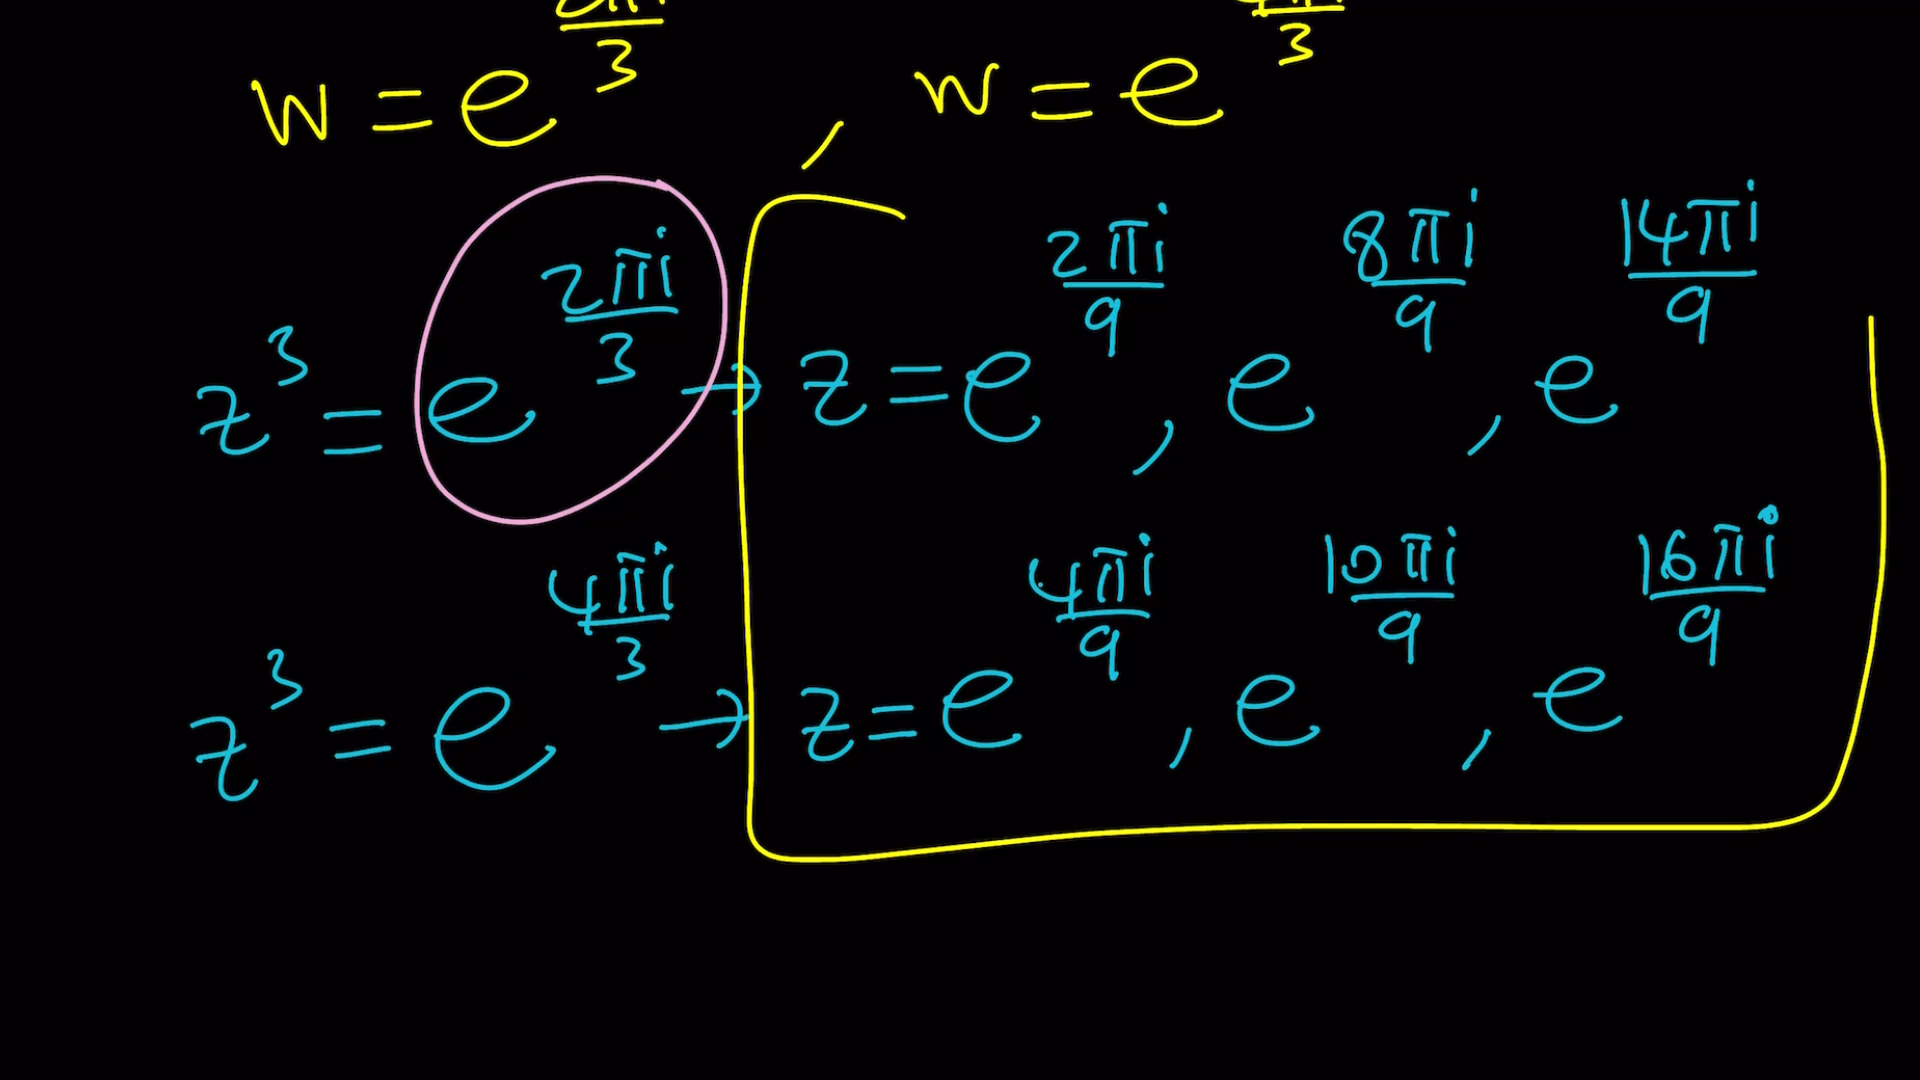 w = e^(2πi/3) , w = e^(4πi/3)
z³ = e^(2πi/3) → z = e^(2πi/9) , e^(8πi/9) , e^(14πi/9)
z³ = e^(4πi/3) → z = e^(4πi/9) , e^(10πi/9) , e^(16πi/9)